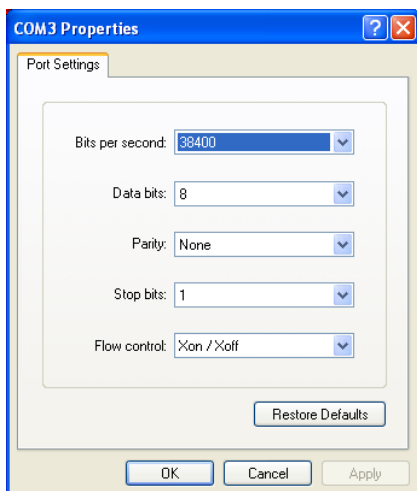 COM3 Properties
Port Settings
Bits per second: 38400
Data bits: 8
Parity: None
Stop bits: 1
Flow control: Xon / Xoff
Restore Defaults
OK Cancel Apply